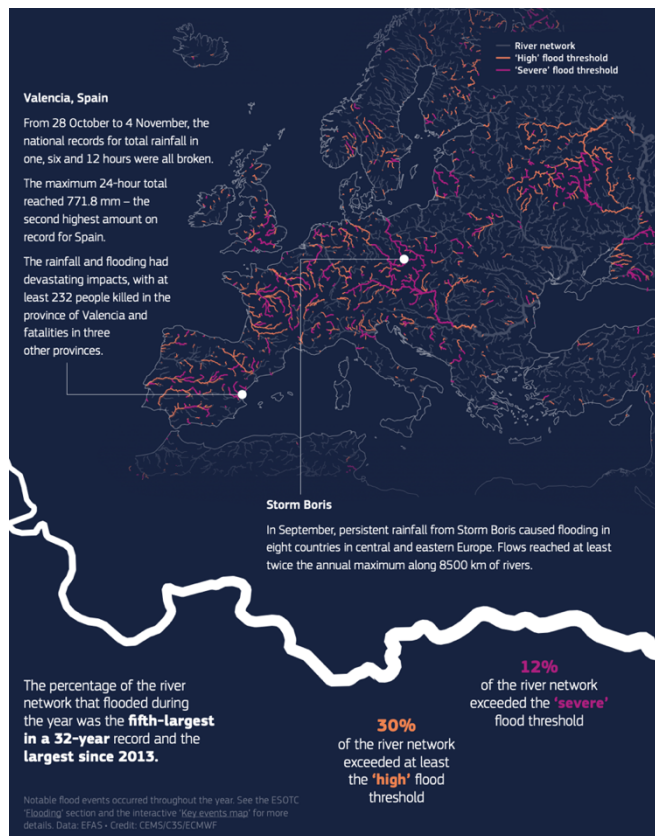 River network
‘High’ flood threshold
‘Severe’ flood threshold
Valencia, Spain
From 28 October to 4 November, the
national records for total rainfall in
one, six and 12 hours were all broken.
The maximum 24-hour total
reached 771.8 mm – the
second highest amount on
record for Spain.
The rainfall and flooding had
devastating impacts, with at
least 232 people killed in the
province of Valencia and
fatalities in three
other provinces.
Storm Boris
In September, persistent rainfall from Storm Boris caused flooding in
eight countries in central and eastern Europe. Flows reached at least
twice the annual maximum along 8500 km of rivers.
The percentage of the river
network that flooded during
the year was the fifth-largest
in a 32-year record and the
largest since 2013.
30%
of the river network
exceeded at least
the ‘high’ flood
threshold
12%
of the river network
exceeded the ‘severe’
flood threshold
Notable flood events occurred throughout the year. See the ESOTC
‘Flooding’ section and the interactive ‘Key events map’ for more
details. Data: EFAS • Credit: CEMS/C3S/ECMWF